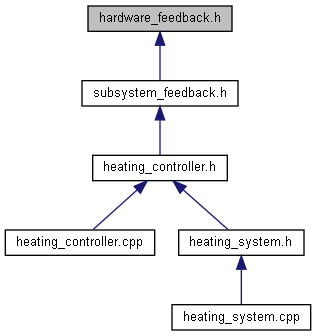 hardware_feedback.h
subsystem_feedback.h
heating_controller.h
heating_controller.cpp
heating_system.h
heating_system.cpp